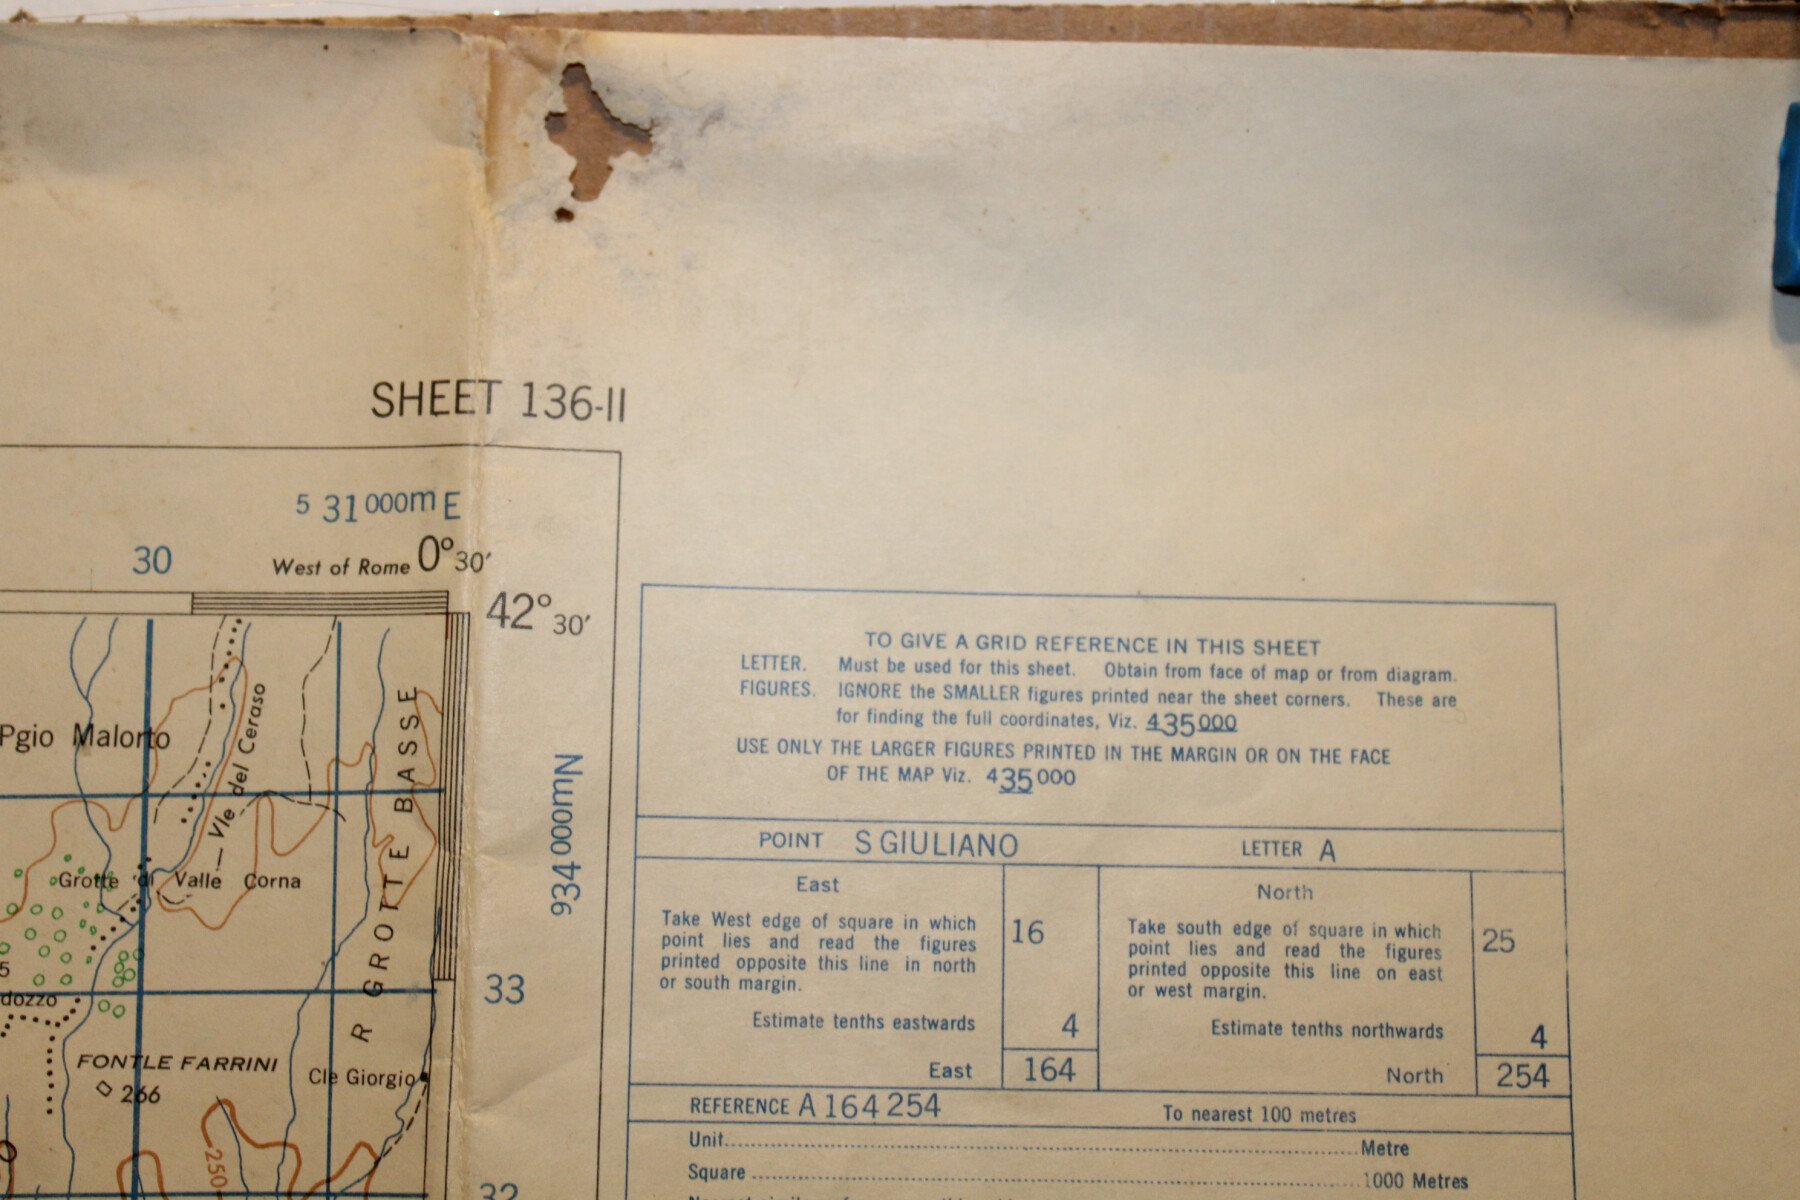 SHEET 136-II
5 31000m E
30
West of Rome 0°30'
42°30'
Pgio Malorto
Vle del Ceraso
R GROTTE BASSE
934000mN
Grotte di Valle Corna
33
5
dozzo
FONTLE FARRINI
266
Cle Giorgio
250
32
TO GIVE A GRID REFERENCE IN THIS SHEET
LETTER. Must be used for this sheet. Obtain from face of map or from diagram.
FIGURES. IGNORE the SMALLER figures printed near the sheet corners. These are
for finding the full coordinates, Viz. 435000
USE ONLY THE LARGER FIGURES PRINTED IN THE MARGIN OR ON THE FACE
OF THE MAP Viz. 435000
POINT S GIULIANO LETTER A
East
Take West edge of square in which
point lies and read the figures
printed opposite this line in north
or south margin.
16
Estimate tenths eastwards 4
East 164
North
Take south edge of square in which
point lies and read the figures
printed opposite this line on east
or west margin.
25
Estimate tenths northwards 4
North 254
REFERENCE A 164 254 To nearest 100 metres
Unit Metre
Square 1000 Metres